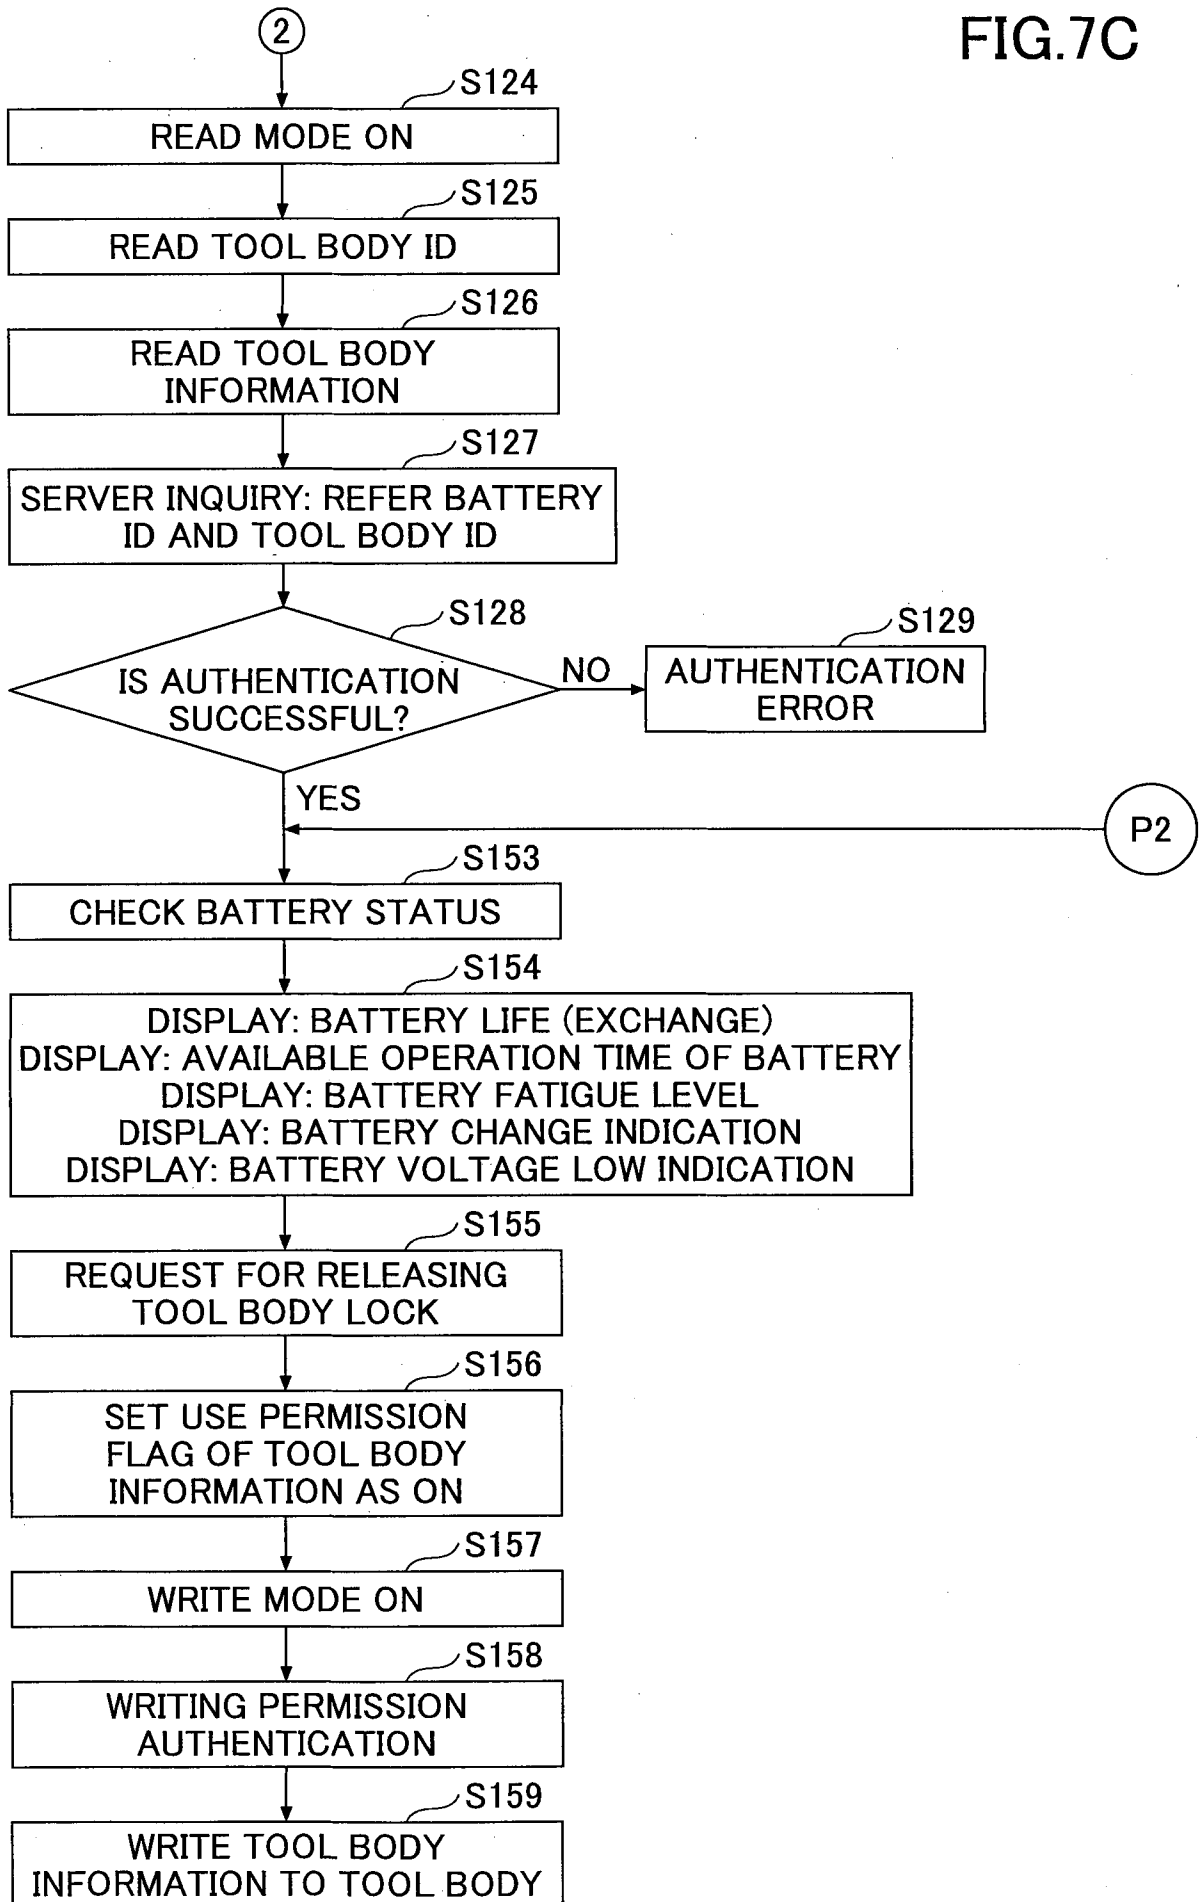 FIG.7C
2
S124
READ MODE ON
S125
READ TOOL BODY ID
S126
READ TOOL BODY
INFORMATION
S127
SERVER INQUIRY: REFER BATTERY
ID AND TOOL BODY ID
S128
IS AUTHENTICATION
SUCCESSFUL?
NO
S129
AUTHENTICATION
ERROR
YES
P2
S153
CHECK BATTERY STATUS
S154
DISPLAY: BATTERY LIFE (EXCHANGE)
DISPLAY: AVAILABLE OPERATION TIME OF BATTERY
DISPLAY: BATTERY FATIGUE LEVEL
DISPLAY: BATTERY CHANGE INDICATION
DISPLAY: BATTERY VOLTAGE LOW INDICATION
S155
REQUEST FOR RELEASING
TOOL BODY LOCK
S156
SET USE PERMISSION
FLAG OF TOOL BODY
INFORMATION AS ON
S157
WRITE MODE ON
S158
WRITING PERMISSION
AUTHENTICATION
S159
WRITE TOOL BODY
INFORMATION TO TOOL BODY